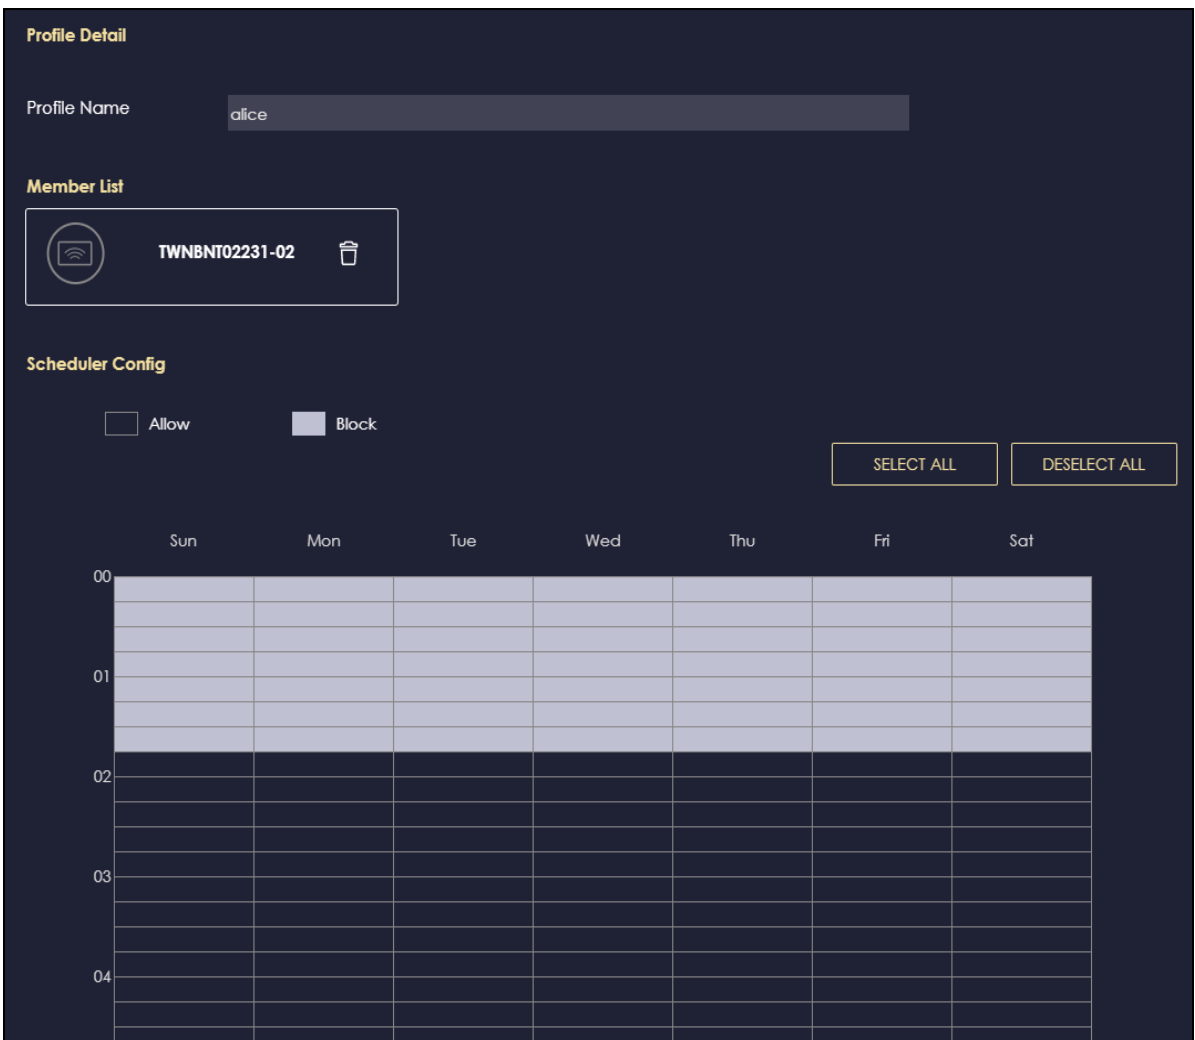 Profile Detail
Profile Name
alice
Member List
TWNBNT02231-02
Scheduler Config
Allow Block
SELECT ALL DESELECT ALL
Sun Mon Tue Wed Thu Fri Sat
00
01
02
03
04